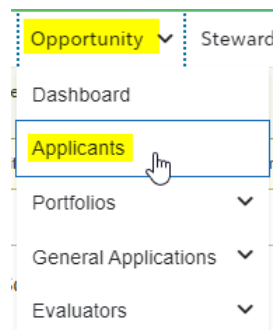 Opportunity Steward
Dashboard
Applicants
Portfolios
General Applications
Evaluators